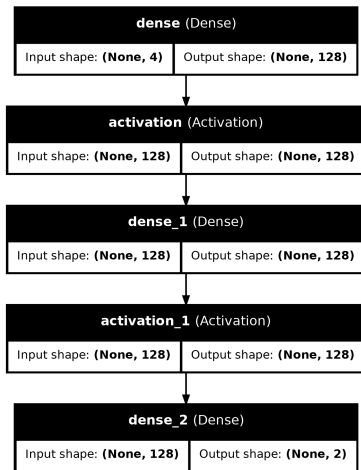 dense (Dense)
Input shape: (None, 4) Output shape: (None, 128)
activation (Activation)
Input shape: (None, 128) Output shape: (None, 128)
dense_1 (Dense)
Input shape: (None, 128) Output shape: (None, 128)
activation_1 (Activation)
Input shape: (None, 128) Output shape: (None, 128)
dense_2 (Dense)
Input shape: (None, 128) Output shape: (None, 2)